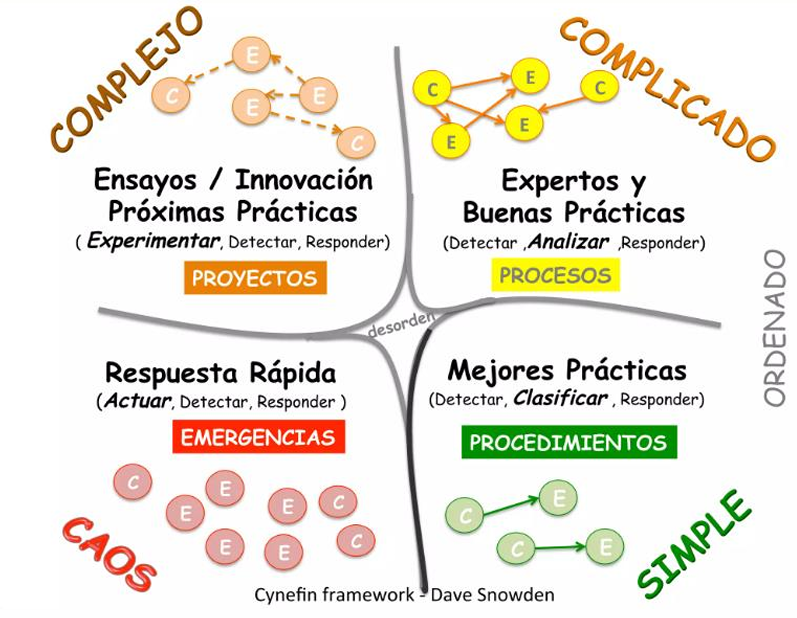 COMPLEJO
E
C
E
E
C
Ensayos / Innovación
Próximas Prácticas
( Experimentar, Detectar, Responder)
PROYECTOS
COMPLICADO
C
E
C
E
E
Expertos y
Buenas Prácticas
(Detectar ,Analizar ,Responder)
PROCESOS
ORDENADO
desorden
Respuesta Rápida
(Actuar, Detectar, Responder )
EMERGENCIAS
C
E
E
E
C
E
E
C
CAOS
Mejores Prácticas
(Detectar, Clasificar , Responder)
PROCEDIMIENTOS
C
E
C
E
SIMPLE
Cynefin framework - Dave Snowden